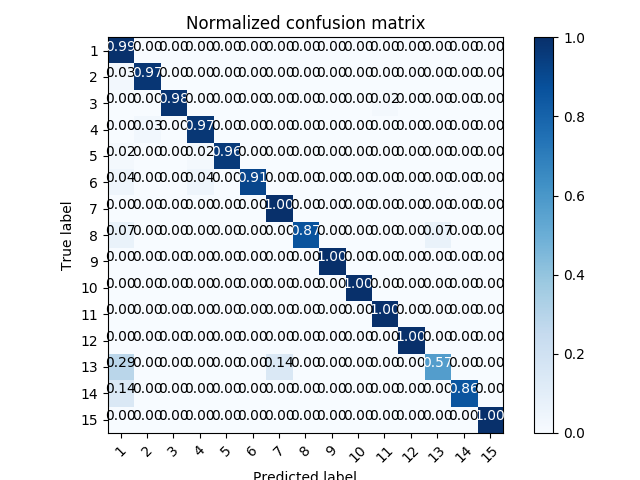 Normalized confusion matrix
1 0.99 0.00 0.00 0.00 0.00 0.00 0.00 0.00 0.00 0.00 0.00 0.00 0.00 0.00 0.00
2 0.03 0.97 0.00 0.00 0.00 0.00 0.00 0.00 0.00 0.00 0.00 0.00 0.00 0.00 0.00
3 0.00 0.00 0.98 0.00 0.00 0.00 0.00 0.00 0.00 0.00 0.02 0.00 0.00 0.00 0.00
4 0.00 0.03 0.00 0.97 0.00 0.00 0.00 0.00 0.00 0.00 0.00 0.00 0.00 0.00 0.00
5 0.02 0.00 0.00 0.02 0.96 0.00 0.00 0.00 0.00 0.00 0.00 0.00 0.00 0.00 0.00
6 0.04 0.00 0.00 0.04 0.00 0.91 0.00 0.00 0.00 0.00 0.00 0.00 0.00 0.00 0.00
7 0.00 0.00 0.00 0.00 0.00 0.00 1.00 0.00 0.00 0.00 0.00 0.00 0.00 0.00 0.00
8 0.07 0.00 0.00 0.00 0.00 0.00 0.00 0.87 0.00 0.00 0.00 0.00 0.07 0.00 0.00
9 0.00 0.00 0.00 0.00 0.00 0.00 0.00 0.00 1.00 0.00 0.00 0.00 0.00 0.00 0.00
10 0.00 0.00 0.00 0.00 0.00 0.00 0.00 0.00 0.00 1.00 0.00 0.00 0.00 0.00 0.00
11 0.00 0.00 0.00 0.00 0.00 0.00 0.00 0.00 0.00 0.00 1.00 0.00 0.00 0.00 0.00
12 0.00 0.00 0.00 0.00 0.00 0.00 0.00 0.00 0.00 0.00 0.00 1.00 0.00 0.00 0.00
13 0.29 0.00 0.00 0.00 0.00 0.00 0.14 0.00 0.00 0.00 0.00 0.00 0.57 0.00 0.00
14 0.14 0.00 0.00 0.00 0.00 0.00 0.00 0.00 0.00 0.00 0.00 0.00 0.00 0.86 0.00
15 0.00 0.00 0.00 0.00 0.00 0.00 0.00 0.00 0.00 0.00 0.00 0.00 0.00 0.00 1.00
True label
1 2 3 4 5 6 7 8 9 10 11 12 13 14 15
Predicted label
1.0
0.8
0.6
0.4
0.2
0.0